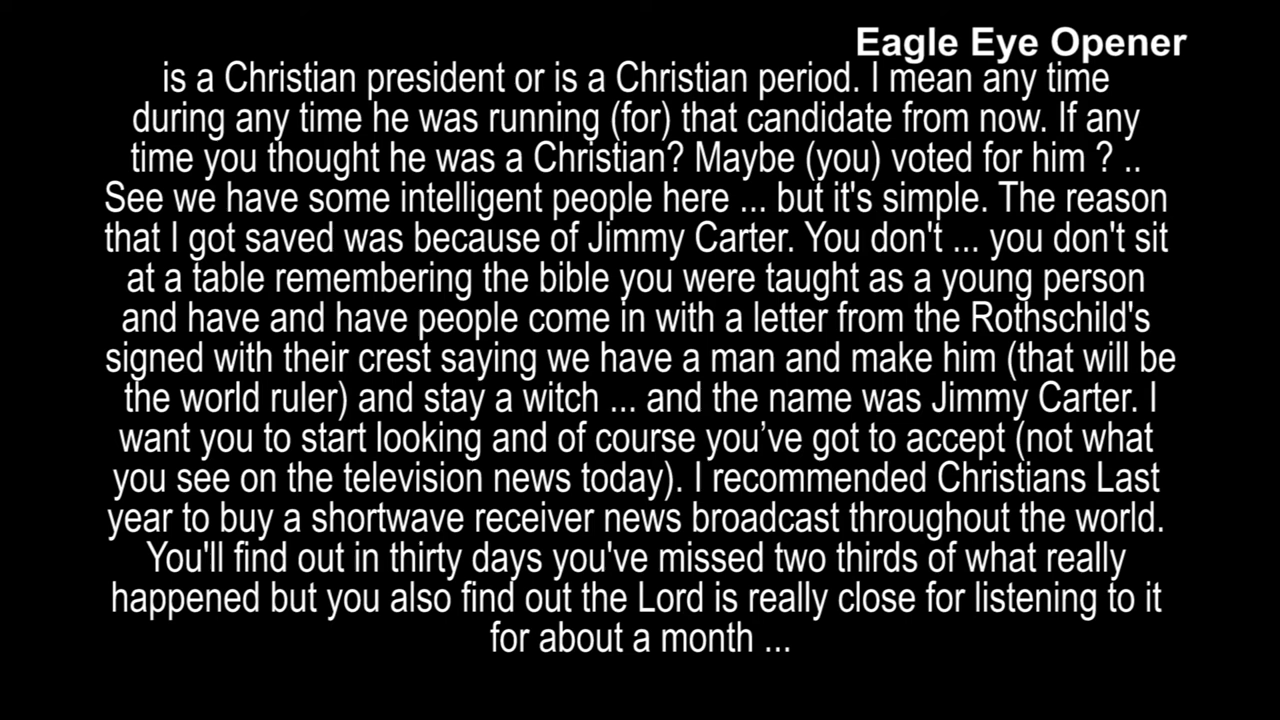 Eagle Eye Opener
is a Christian president or is a Christian period. I mean any time
during any time he was running (for) that candidate from now. If any
time you thought he was a Christian? Maybe (you) voted for him ? ..
See we have some intelligent people here ... but it's simple. The reason
that I got saved was because of Jimmy Carter. You don't ... you don't sit
at a table remembering the bible you were taught as a young person
and have and have people come in with a letter from the Rothschild's
signed with their crest saying we have a man and make him (that will be
the world ruler) and stay a witch ... and the name was Jimmy Carter. I
want you to start looking and of course you’ve got to accept (not what
you see on the television news today). I recommended Christians Last
year to buy a shortwave receiver news broadcast throughout the world.
You'll find out in thirty days you've missed two thirds of what really
happened but you also find out the Lord is really close for listening to it
for about a month ...